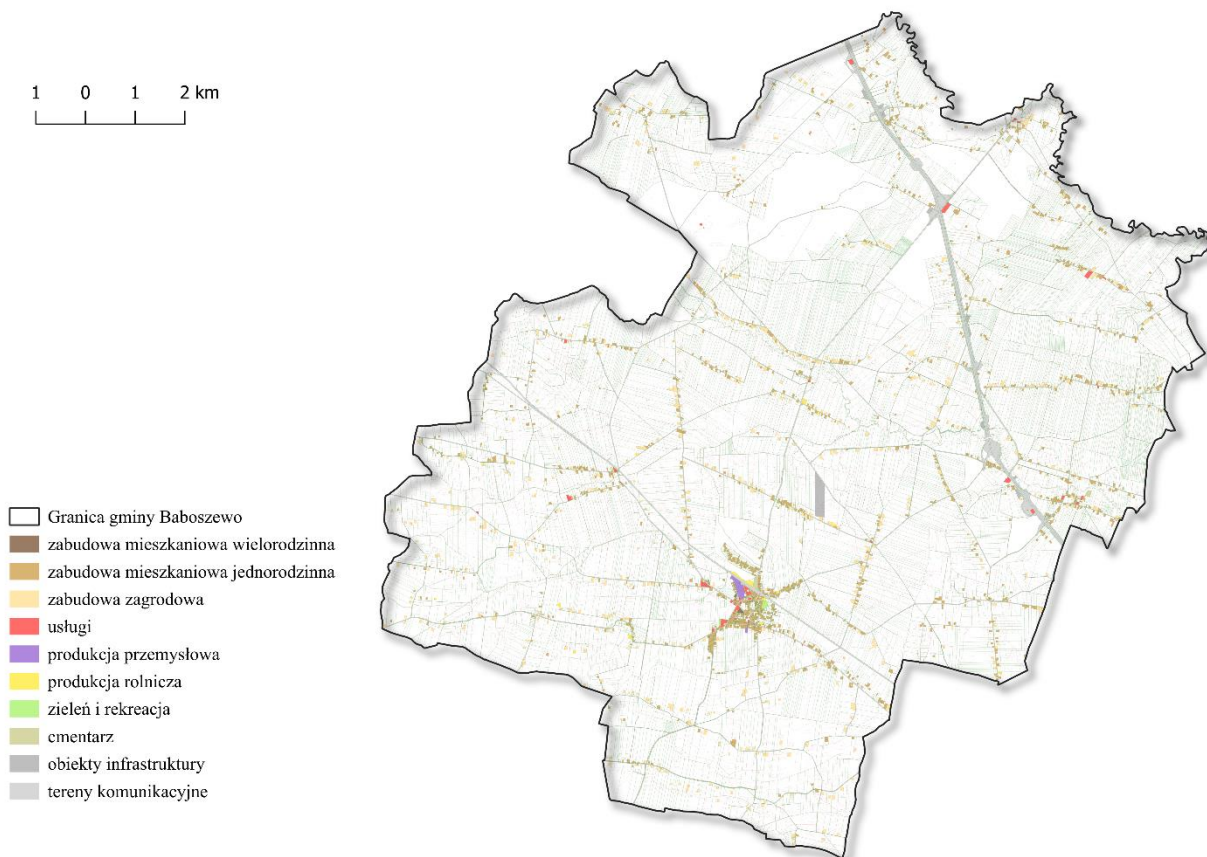 1 0 1 2 km
Granica gminy Baboszewo
zabudowa mieszkaniowa wielorodzinna
zabudowa mieszkaniowa jednorodzinna
zabudowa zagrodowa
usługi
produkcja przemysłowa
produkcja rolnicza
zieleń i rekreacja
cmentarz
obiekty infrastruktury
tereny komunikacyjne